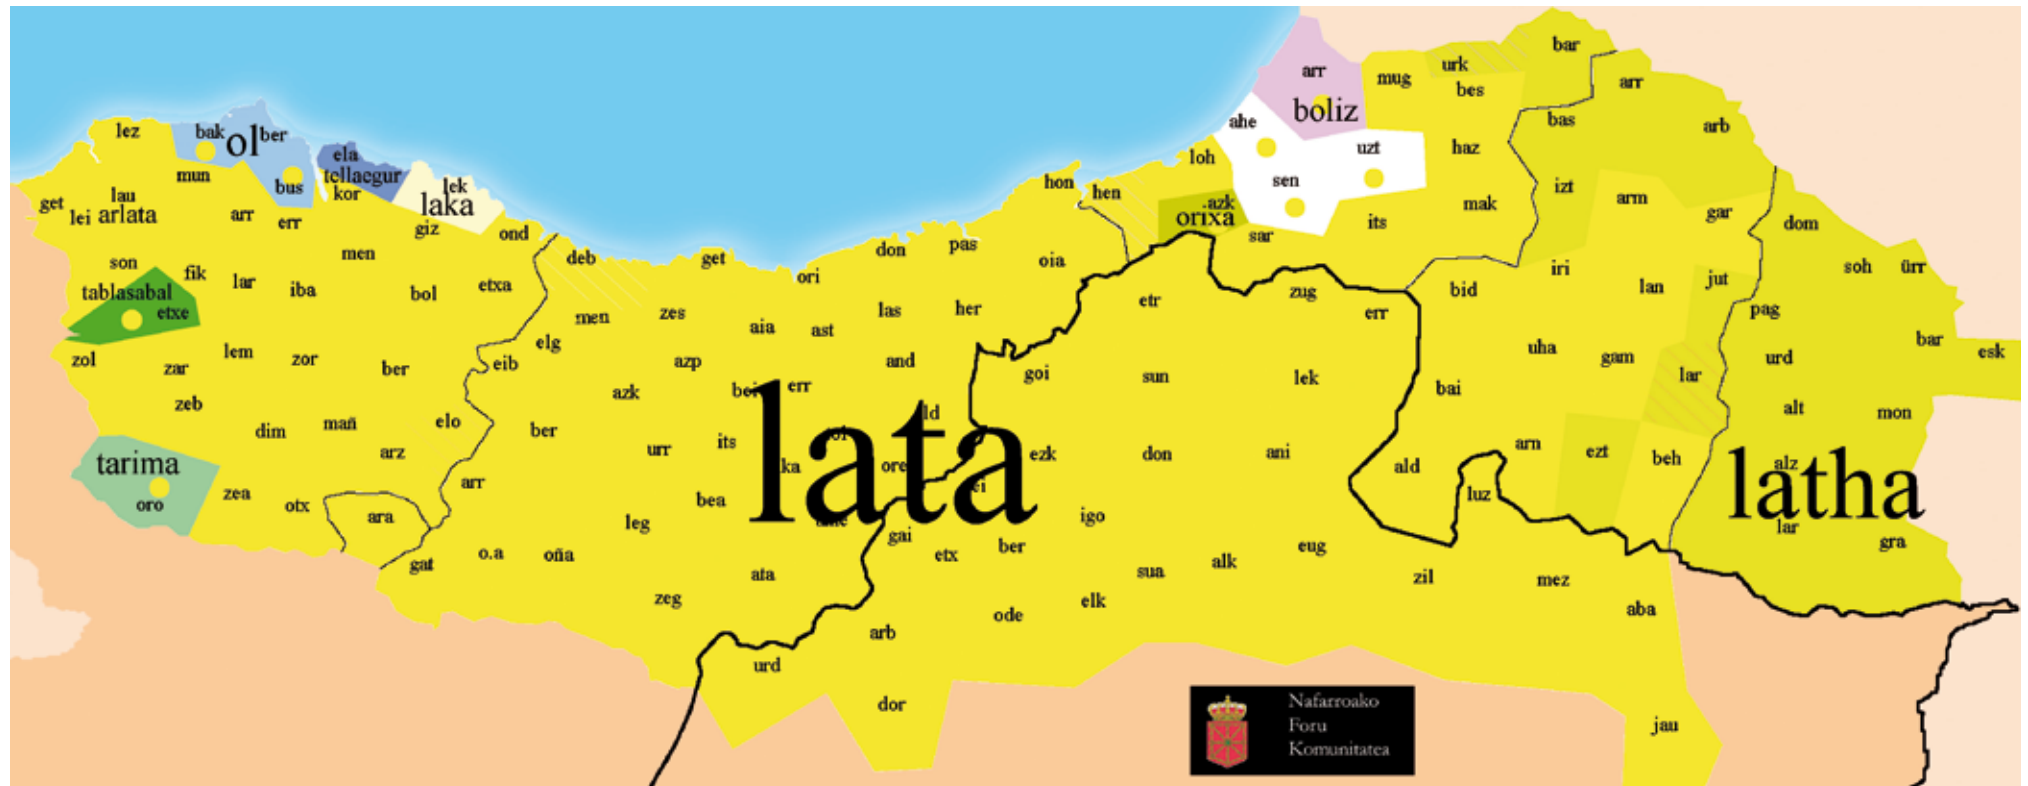 bar
arr
mug
urk
bes
boliz
lez
bak
ol
ber
ahe
bas
arb
ela
tellaegur
kor
uzt
haz
loh
mun
bus
lek
laka
sen
izt
arm
gar
get
lau
lei arlata
arr
err
giz
ond
hon
hen
azk
orixa
mak
its
sar
dom
men
deb
get
don
pas
oia
ori
son
fik
lar
iba
bol
etxa
tablasabal
etxe
men
zes
aia
ast
las
her
etr
zug
err
bid
iri
lan
jut
soh
ürr
pag
zol
zar
lem
zor
ber
eib
elg
azp
and
goi
sun
lek
uha
gam
lar
urd
bar
esk
zeb
azk
err
bai
alt
mon
dim
mañ
elo
ber
urr
its
lata
ezk
don
ani
ald
arn
ezt
beh
alz
latha
lar
gra
tarima
oro
arz
zea
otx
ara
arr
leg
bea
ore
luz
igo
gat
o.a
oña
ata
gai
etx
ber
sua
alk
eug
zil
mez
aba
zeg
arb
ode
elk
urd
dor
jau
Nafarroako
Foru
Komunitatea